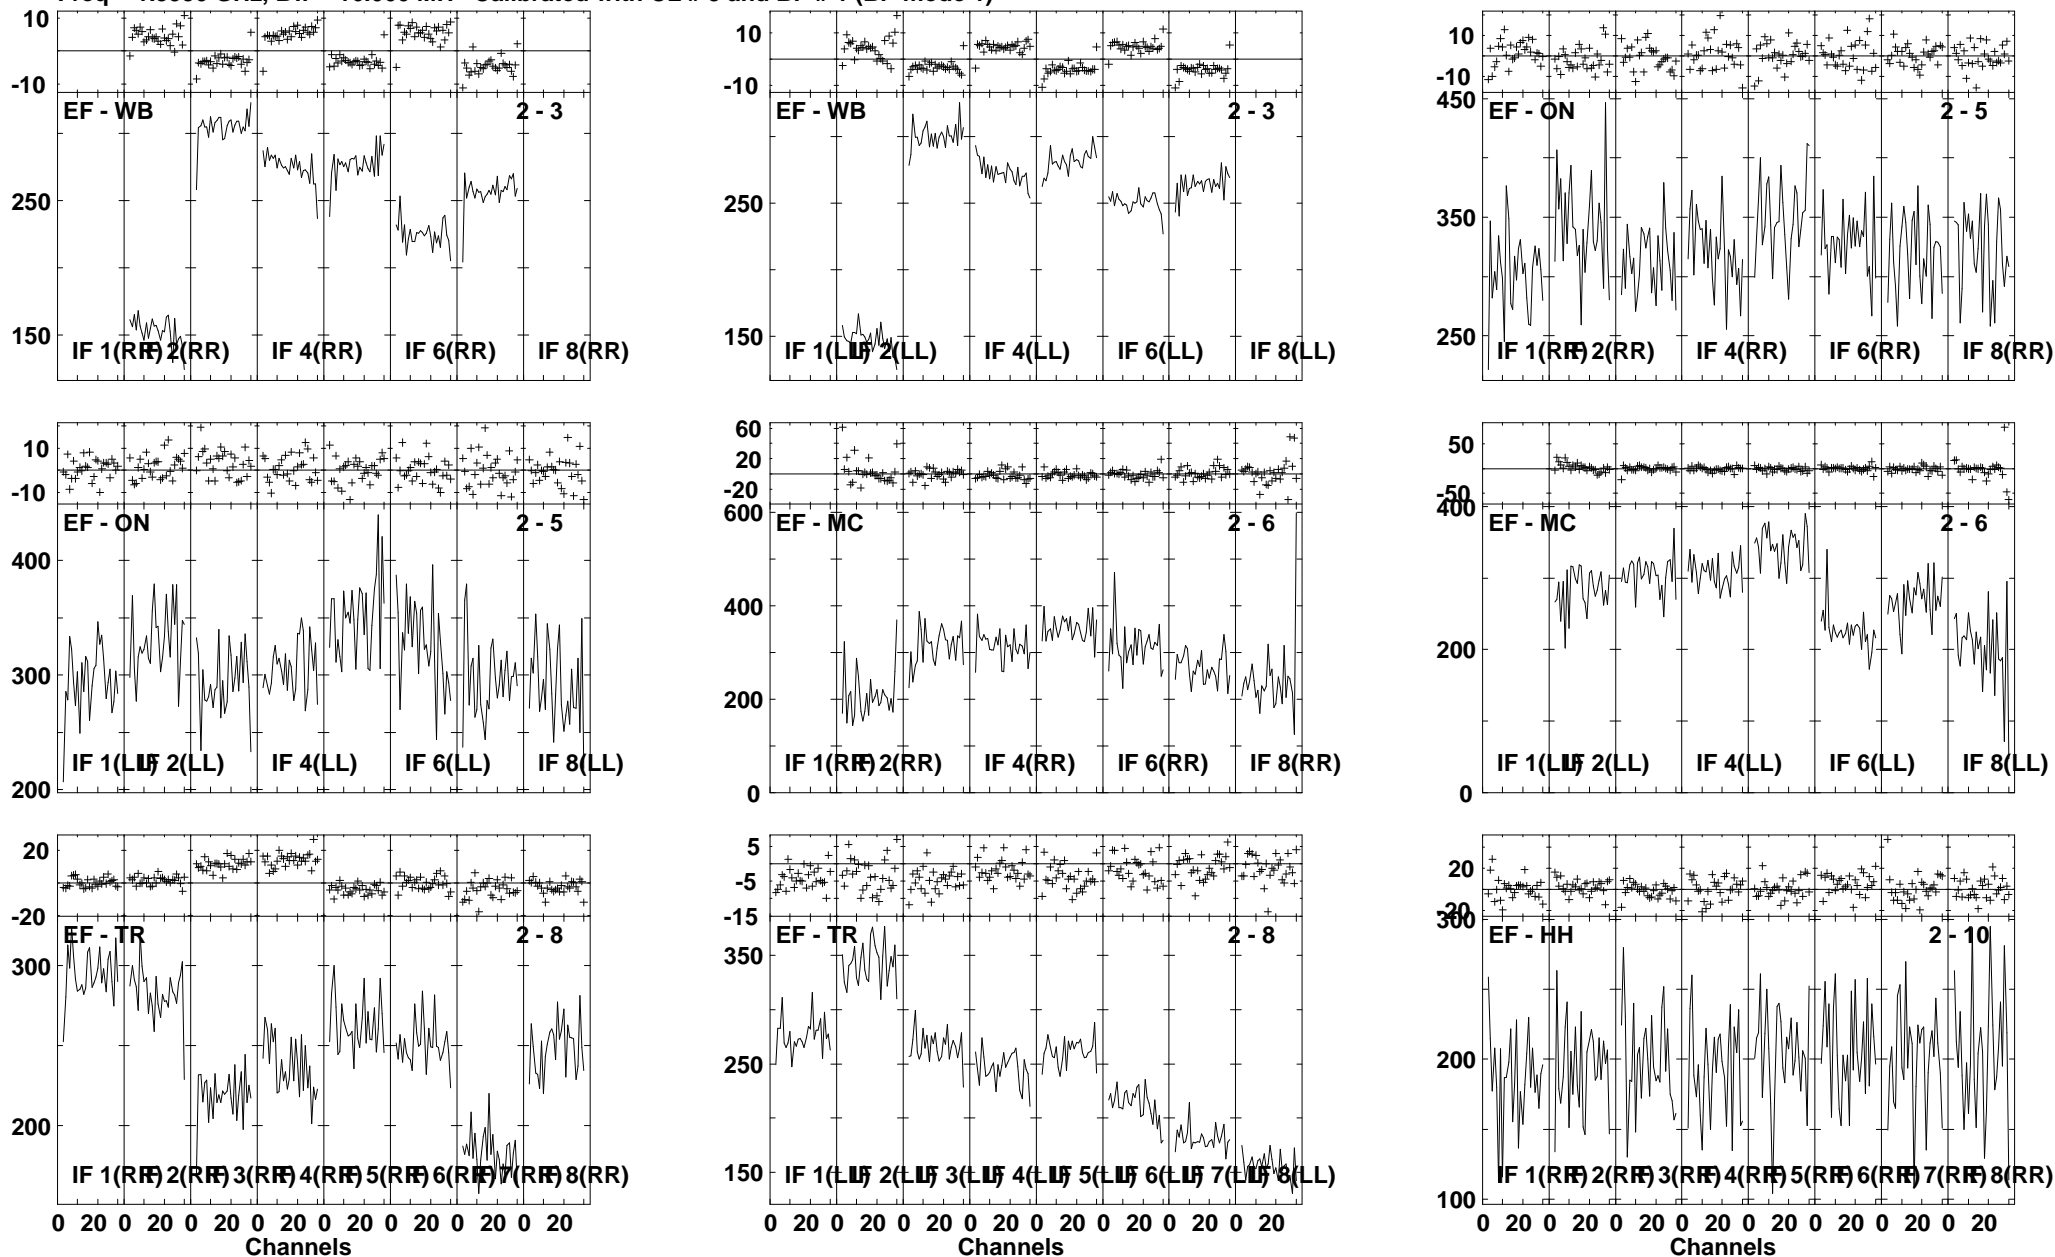 10
-10
EF - WB
2 - 3
250
150
IF 1(RR)
IF 2(RR)
IF 4(RR)
IF 6(RR)
IF 8(RR)
10
-10
EF - WB
2 - 3
250
150
IF 1(LL)
IF 2(LL)
IF 4(LL)
IF 6(LL)
IF 8(LL)
10
-10
450
EF - ON
2 - 5
350
250
IF 1(RR)
IF 2(RR)
IF 4(RR)
IF 6(RR)
IF 8(RR)
10
-10
EF - ON
2 - 5
400
300
200
IF 1(LL)
IF 2(LL)
IF 4(LL)
IF 6(LL)
IF 8(LL)
60
20
-20
600
EF - MC
2 - 6
400
200
0
IF 1(RR)
IF 2(RR)
IF 4(RR)
IF 6(RR)
IF 8(RR)
50
-50
400
EF - MC
2 - 6
200
0
IF 1(LL)
IF 2(LL)
IF 4(LL)
IF 6(LL)
IF 8(LL)
20
-20
EF - TR
2 - 8
300
200
IF 1(RR)
IF 2(RR)
IF 3(RR)
IF 4(RR)
IF 5(RR)
IF 6(RR)
IF 7(RR)
IF 8(RR)
0 20 0 20 0 20 0 20 0 20 0 20 0 20 0 20
Channels
5
-5
-15
EF - TR
2 - 8
350
250
150
IF 1(LL)
IF 2(LL)
IF 3(LL)
IF 4(LL)
IF 5(LL)
IF 6(LL)
IF 7(LL)
IF 8(LL)
0 20 0 20 0 20 0 20 0 20 0 20 0 20 0 20
Channels
20
-20
300
EF - HH
2 - 10
200
100
IF 1(RR)
IF 2(RR)
IF 3(RR)
IF 4(RR)
IF 5(RR)
IF 6(RR)
IF 7(RR)
IF 8(RR)
0 20 0 20 0 20 0 20 0 20 0 20 0 20 0 20
Channels